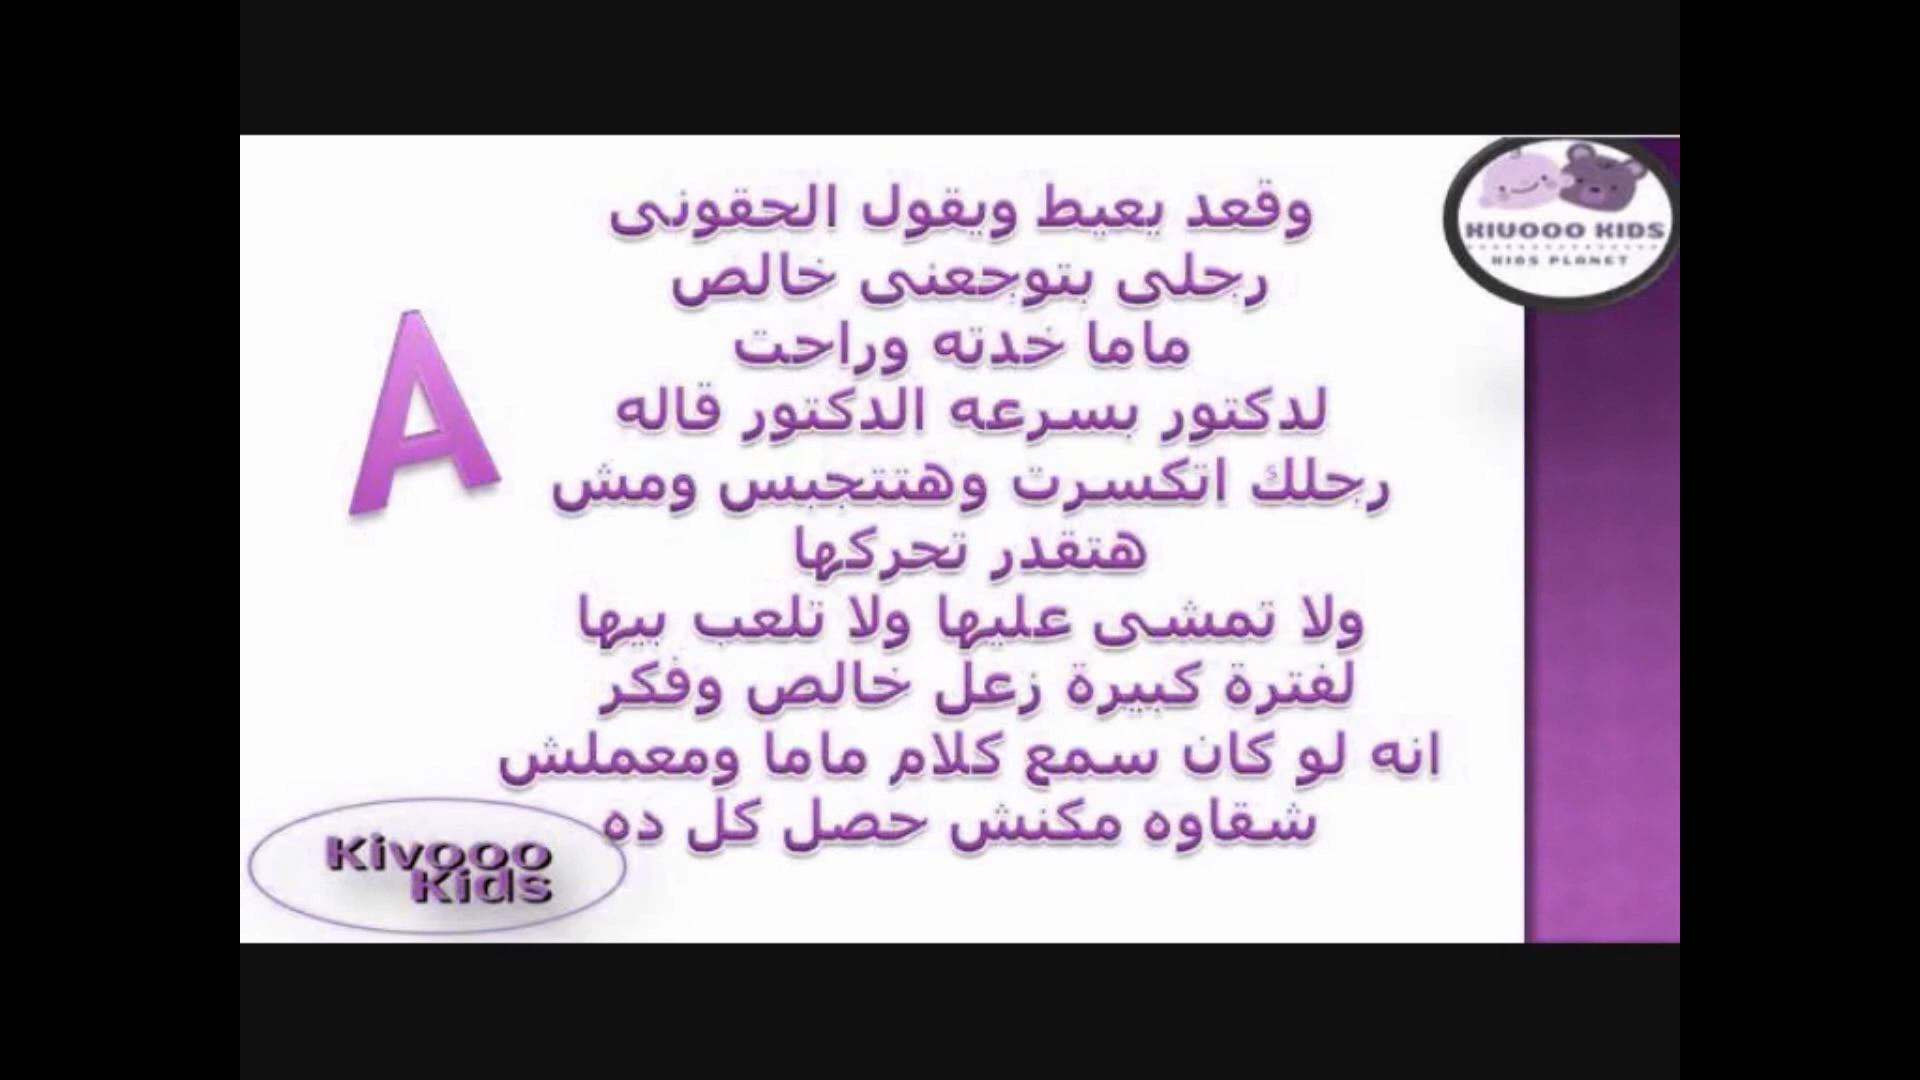 وقعد يعيط ويقول الحقونى
رجلى بتوجعنى خالص
ماما خدته وراحت
لدكتور بسرعه الدكتور قاله
رجلك اتكسرت وهتتجبس ومش
هتقدر تحركها
ولا تمشى عليها ولا تلعب بيها
لفترة كبيرة زعل خالص وفكر
انه لو كان سمع كلام ماما ومعملش
شقاوه مكنش حصل كل ده
A
KIVOOO KIDS
KIDS PLANET
Kivooo
Kids